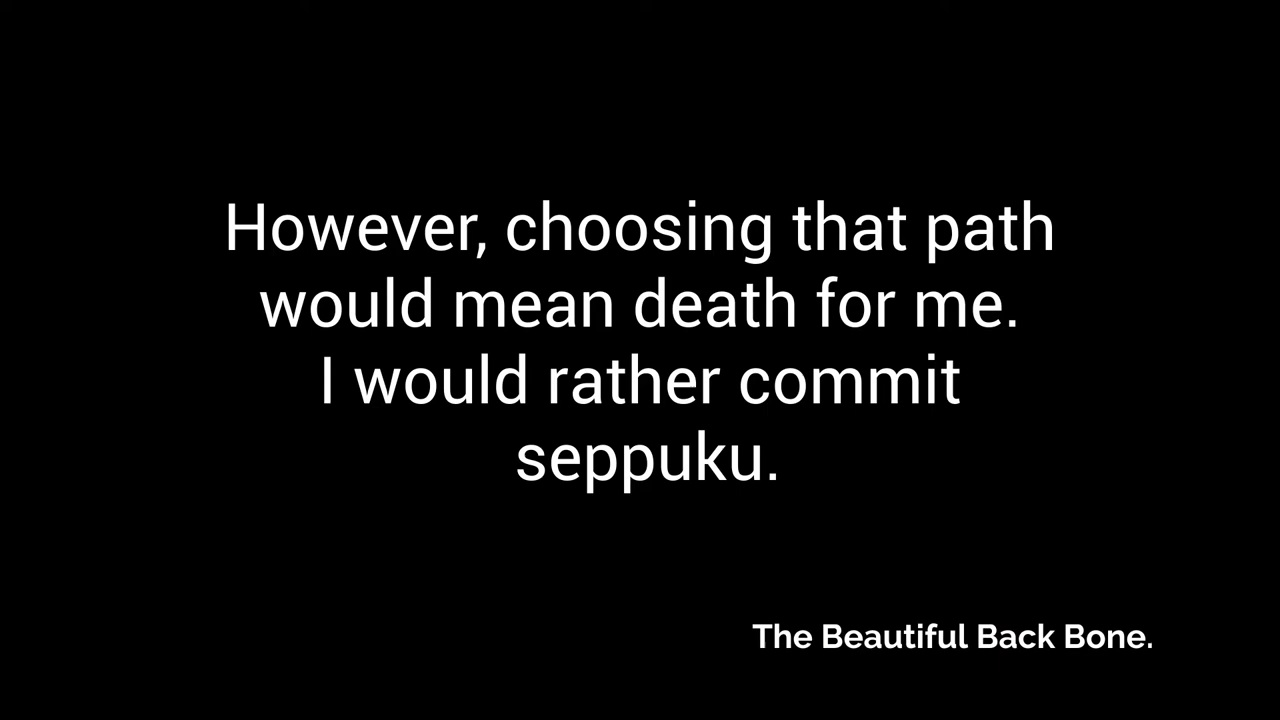 However, choosing that path
would mean death for me.
I would rather commit
seppuku.
The Beautiful Back Bone.